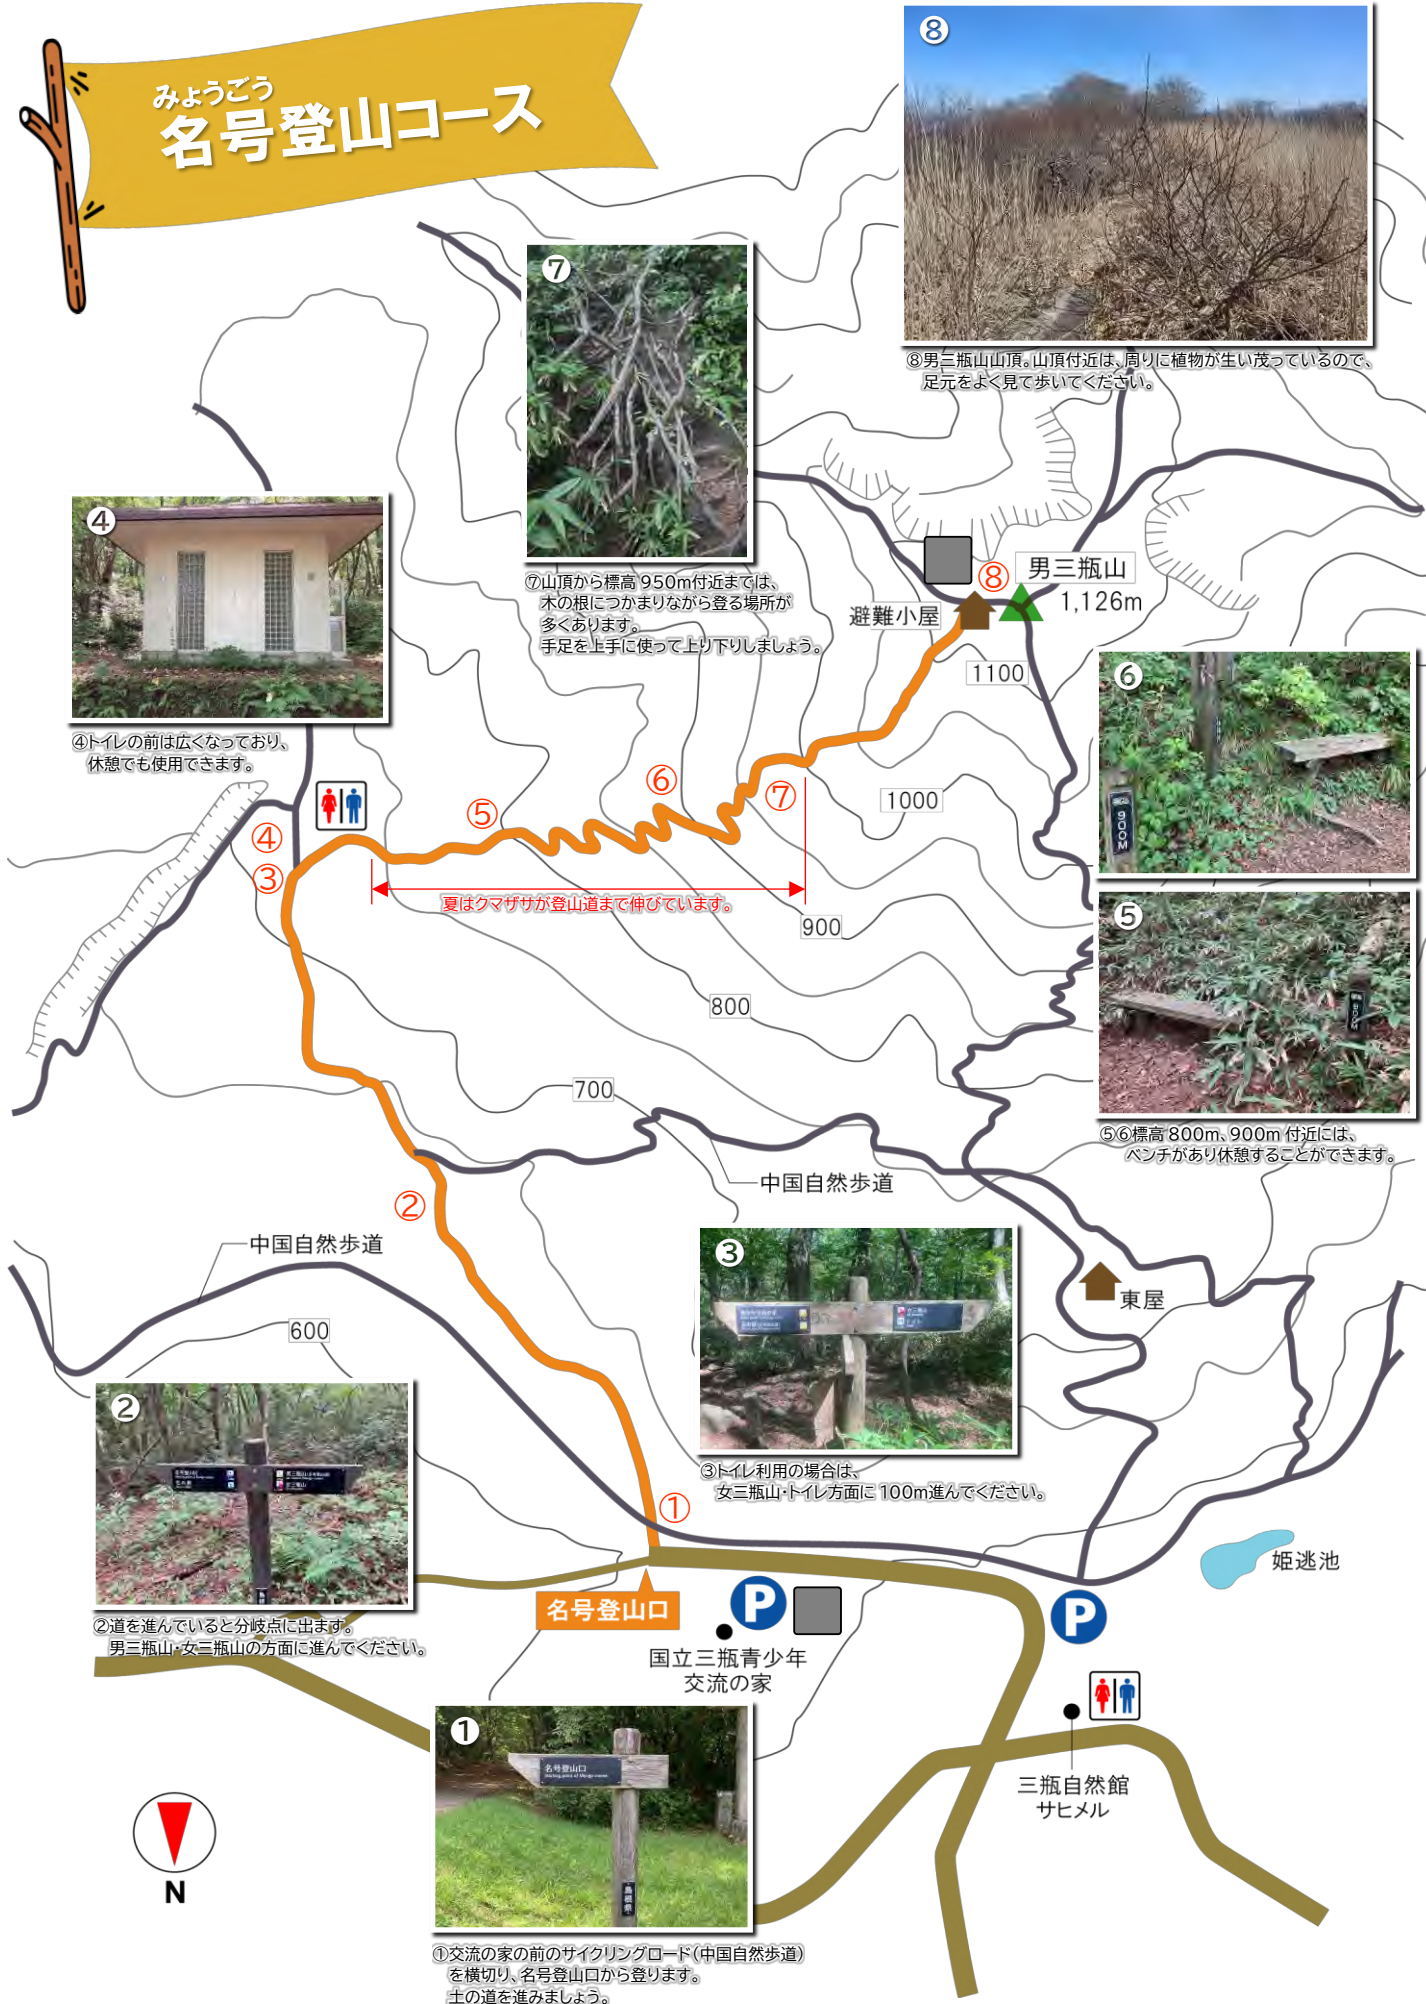 みょうごう
名号登山コース
⑧
⑧男三瓶山山頂。山頂付近は、周りに植物が生い茂っているので、
足元をよく見て歩いてください。
⑦
⑦山頂から標高950m付近までは、
木の根につかまりながら登る場所が
多くあります。
手足を上手に使って上り下りしましょう。
④
④トイレの前は広くなっており、
休憩でも使用できます。
⑧
男三瓶山
1,126m
避難小屋
1100
⑥
900M
⑥
⑤
⑦
1000
④
③
夏はクマザサが登山道まで伸びています。
900
⑤
800
700
⑤⑥標高800m、900m付近には、
ベンチがあり休憩することができます。
中国自然歩道
②
中国自然歩道
③
東屋
600
②
③トイレ利用の場合は、
女三瓶山・トイレ方面に100m進んでください。
①
姫逃池
名号登山口
P
P
国立三瓶青少年
交流の家
②道を進んでいると分岐点に出ます。
男三瓶山・女三瓶山の方面に進んでください。
①
名号登山口
島根県
三瓶自然館
サヒメル
N
①交流の家の前のサイクリングロード(中国自然歩道)
を横切り、名号登山口から登ります。
土の道を進みましょう。